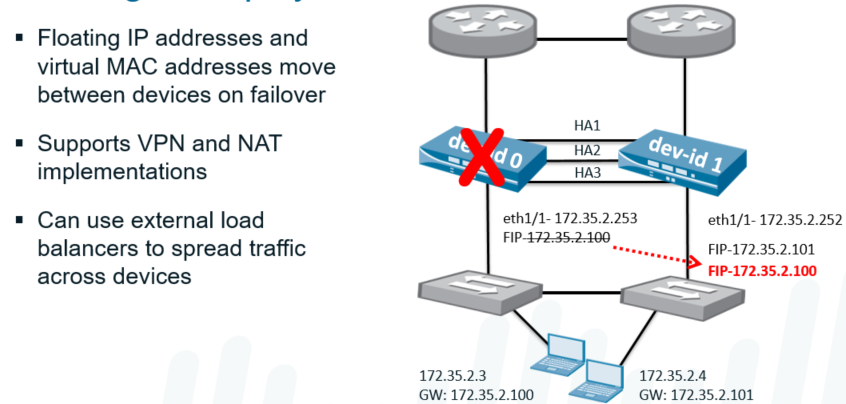 ▪ Floating IP addresses and
virtual MAC addresses move
between devices on failover
▪ Supports VPN and NAT
implementations
▪ Can use external load
balancers to spread traffic
across devices
HA1
HA2
HA3
dev-id 1
eth1/1- 172.35.2.253
FIP-172.35.2.100
eth1/1- 172.35.2.252
FIP-172.35.2.101
FIP-172.35.2.100
172.35.2.3
GW: 172.35.2.100
172.35.2.4
GW: 172.35.2.101